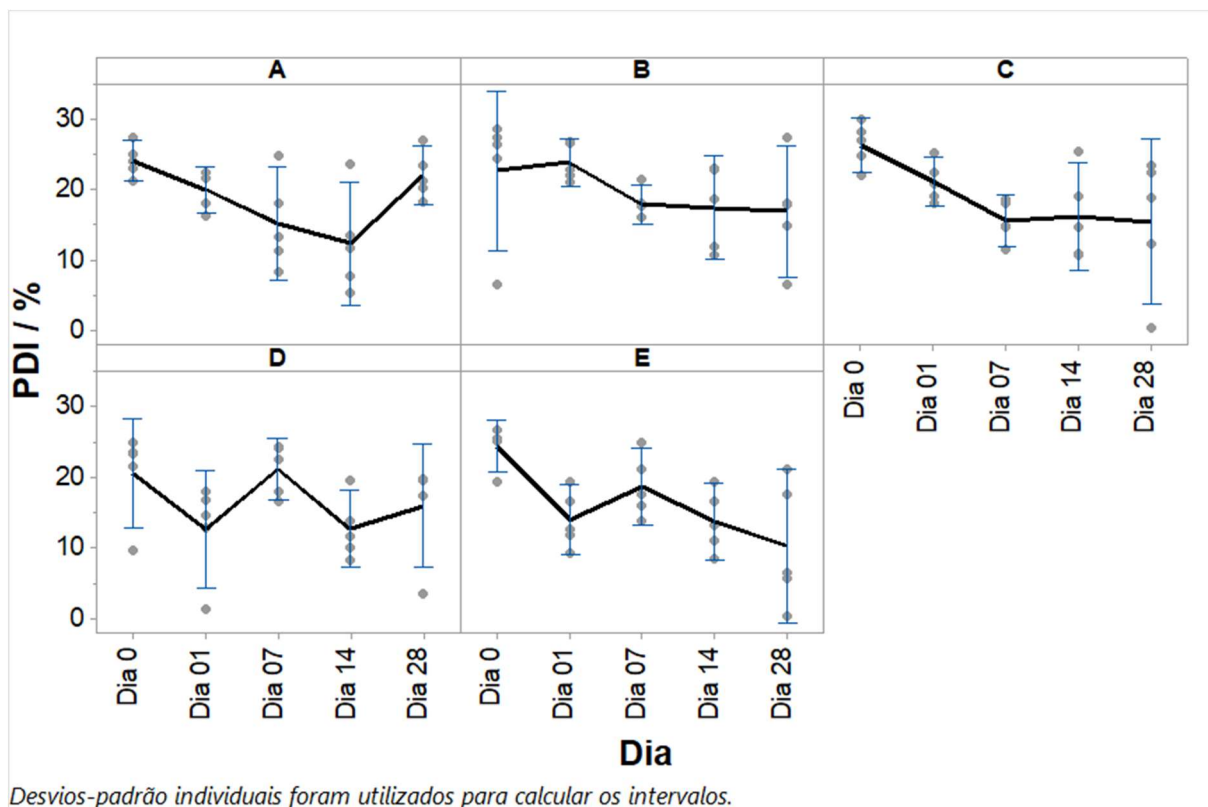 A B C
30
20
10
0
PDI / %
D E
Dia 0 Dia 01 Dia 07 Dia 14 Dia 28
30
20
10
0
Dia 0 Dia 01 Dia 07 Dia 14 Dia 28 Dia 0 Dia 01 Dia 07 Dia 14 Dia 28
Dia
Desvios-padrão individuais foram utilizados para calcular os intervalos.